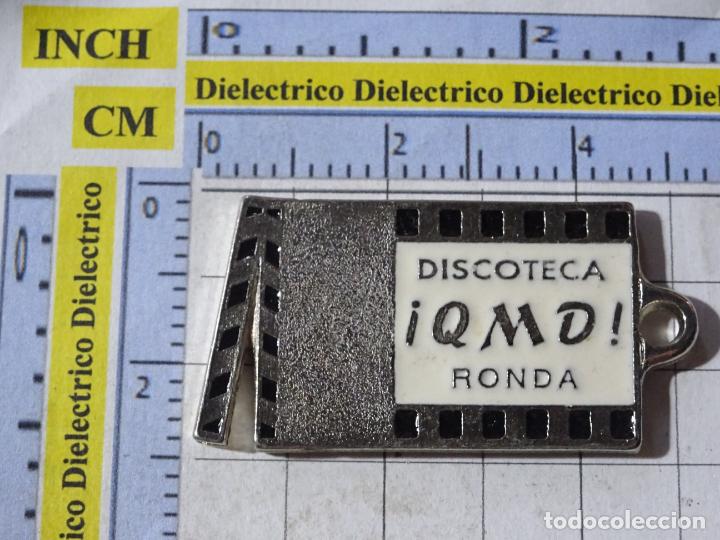 INCH
CM
0 2
Dielectrico Dielectrico Dielectrico Diel
0 2 4
0
2
0
ico Dielectrico Dielectrico
DISCOTECA
¡QMD!
RONDA
todocoleccion